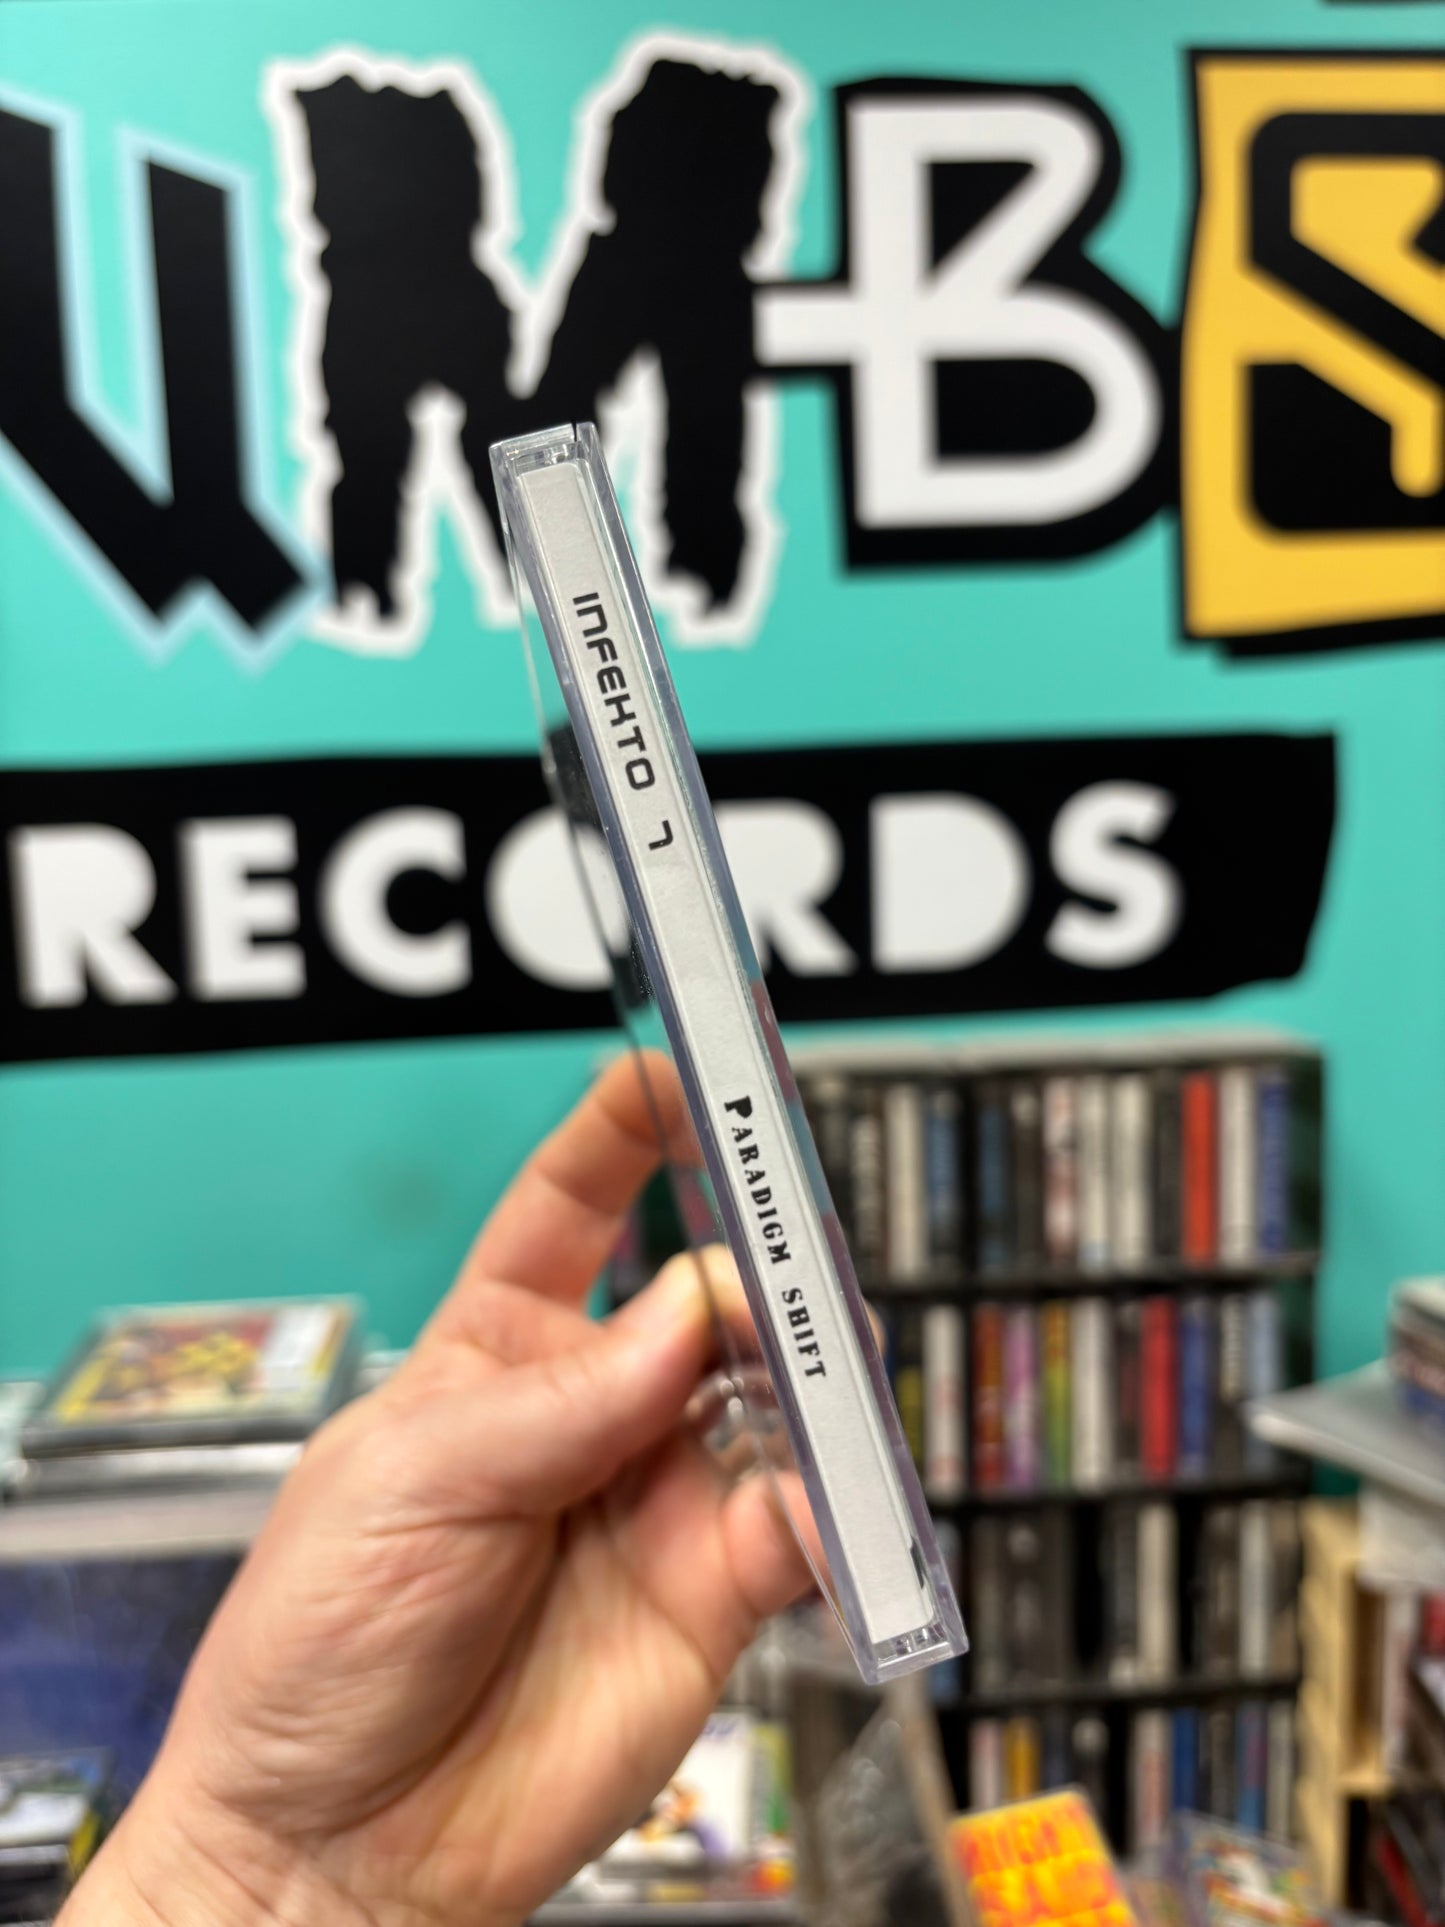 UMBS
RECORDS
INFEKTO 7
PARADIGM SHIFT